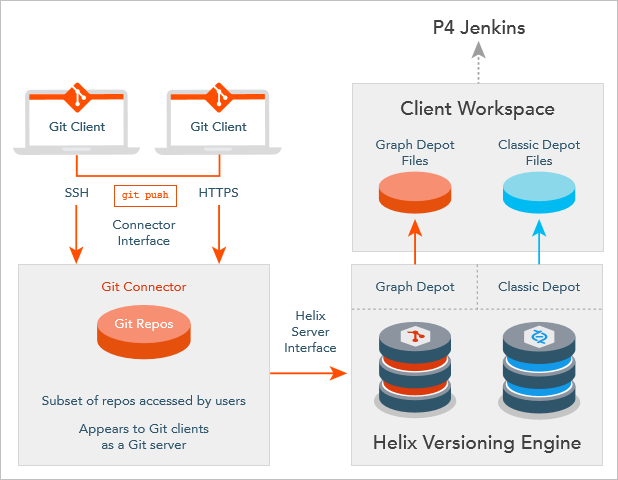 P4 Jenkins
Git Client
Git Client
SSH
git push
HTTPS
Connector
Interface
Git Connector
Git Repos
Subset of repos accessed by users
Appears to Git clients
as a Git server
Helix
Server
Interface
Client Workspace
Graph Depot
Files
Classic Depot
Files
Graph Depot
Classic Depot
Helix Versioning Engine